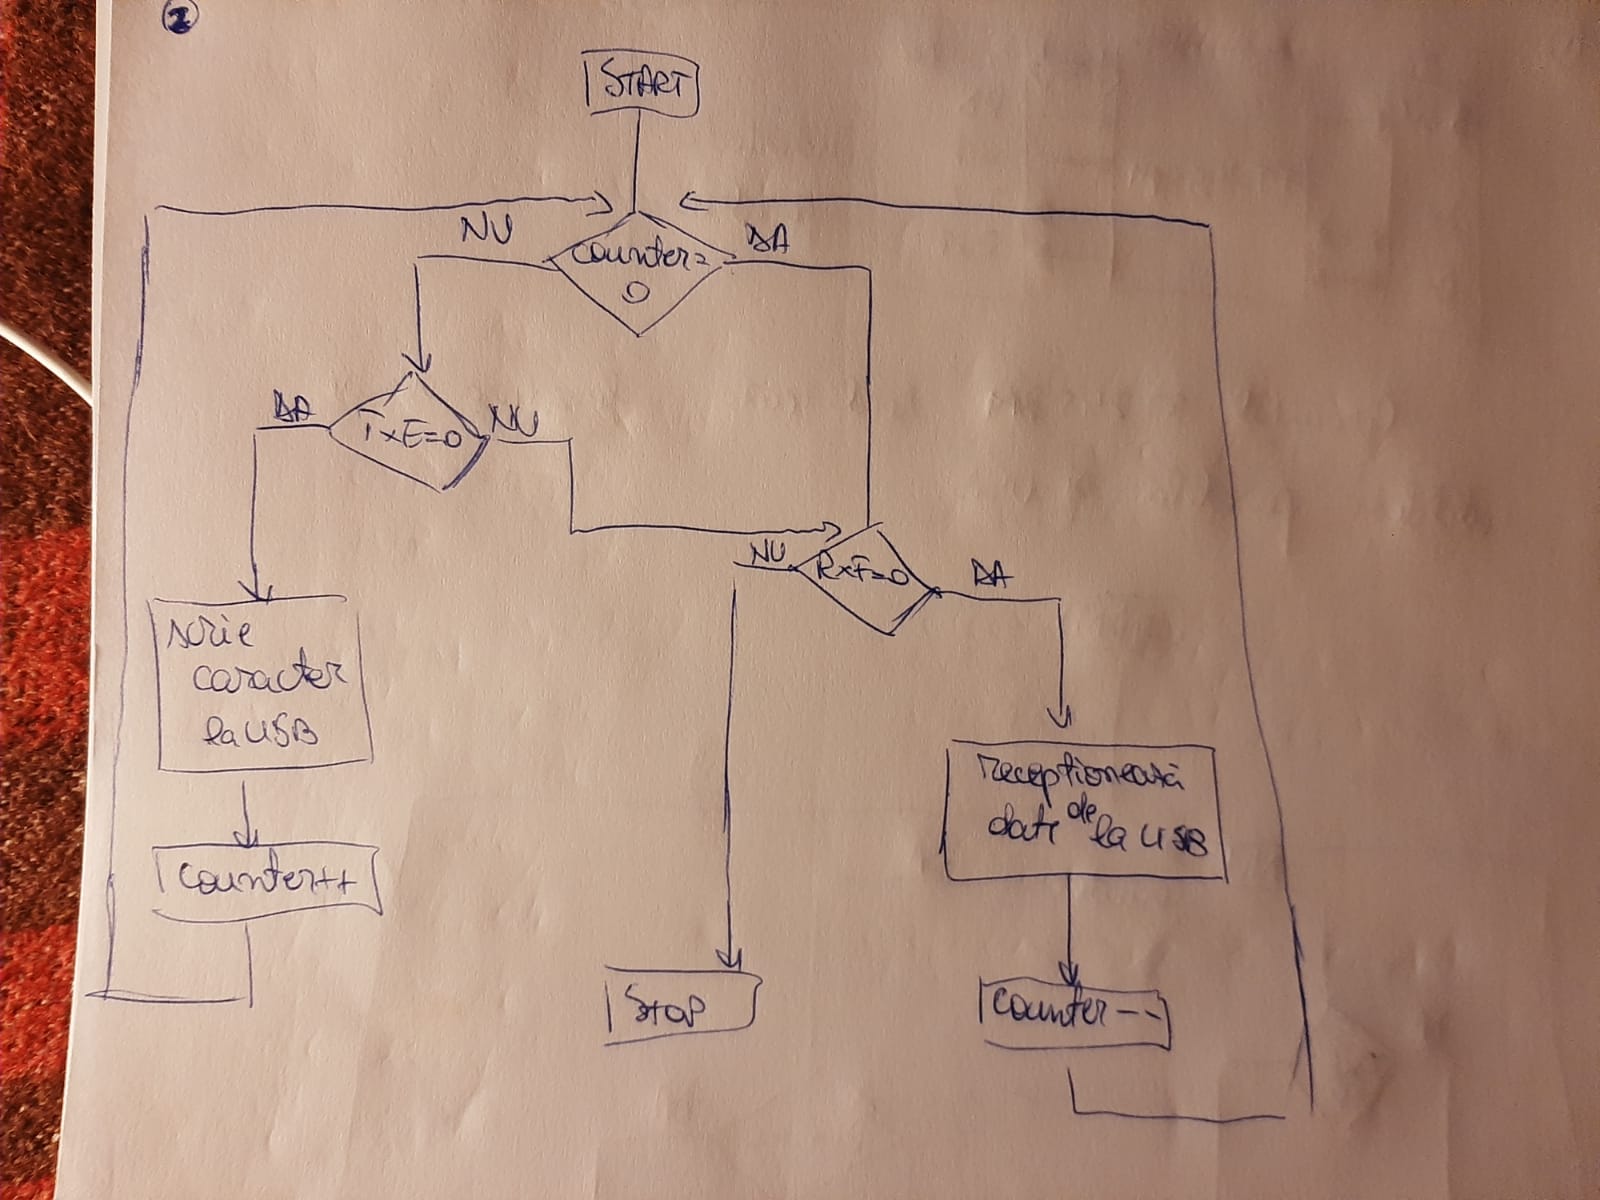 2
START
NU
DA
counter=
0
DA
TxE=0
NU
NU
RxF=0
DA
scrie
caracter
la USB
recepționează
date de la USB
counter++
STOP
counter--